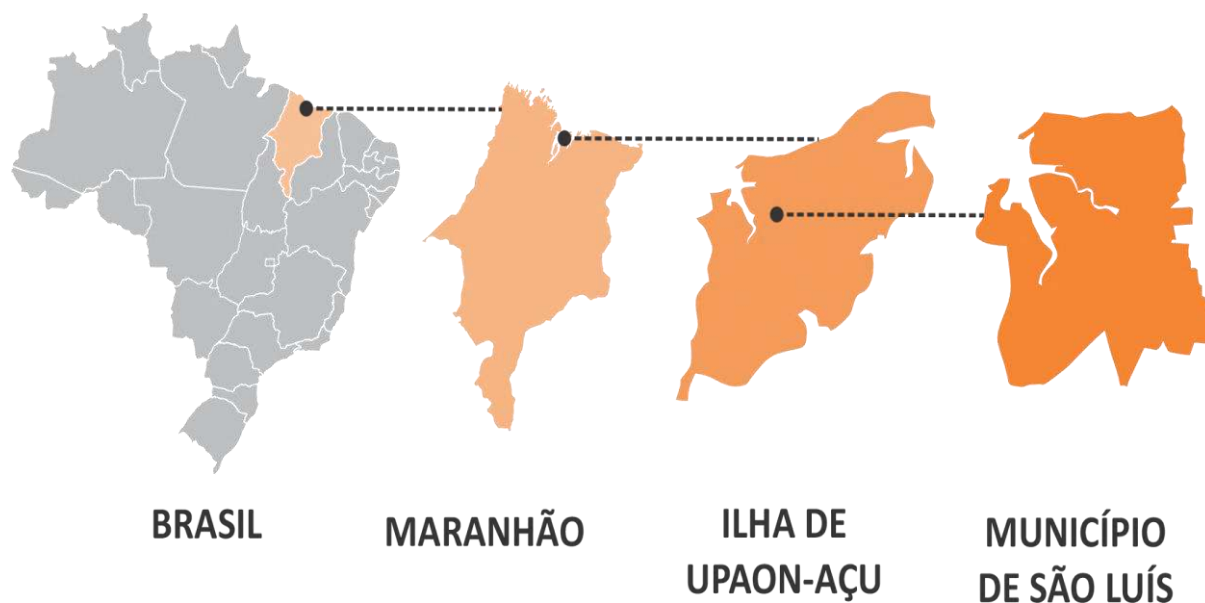 BRASIL
MARANHÃO
ILHA DE
UPAON-AÇU
MUNICÍPIO
DE SÃO LUÍS